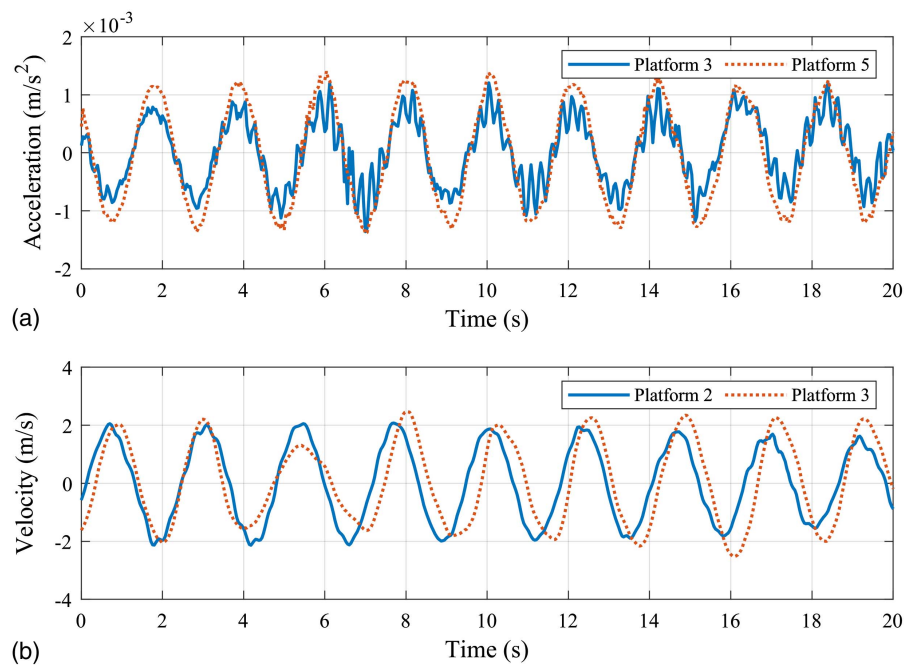 ×10⁻³
2
1
0
-1
-2
Acceleration (m/s²)
Platform 3 Platform 5
0 2 4 6 8 10 12 14 16 18 20
Time (s)
(a)
4
2
0
-2
-4
Velocity (m/s)
Platform 2 Platform 3
0 2 4 6 8 10 12 14 16 18 20
Time (s)
(b)